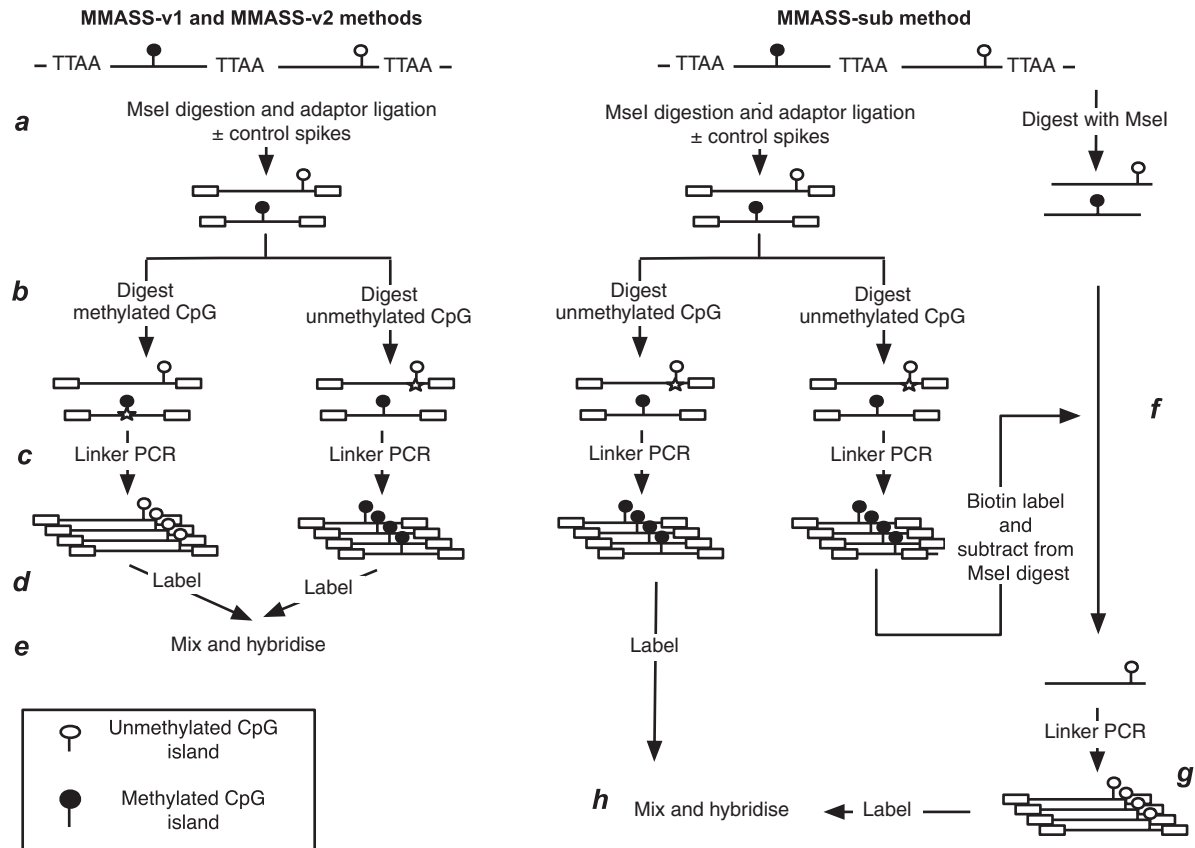 MMASS-v1 and MMASS-v2 methods
TTAA
TTAA
TTAA
a
MseI digestion and adaptor ligation
± control spikes
b
Digest
methylated CpG
Digest
unmethylated CpG
c
Linker PCR
Linker PCR
d
Label
Label
e
Mix and hybridise
Unmethylated CpG
island
Methylated CpG
island
MMASS-sub method
TTAA
TTAA
TTAA
MseI digestion and adaptor ligation
± control spikes
Digest with MseI
Digest
unmethylated CpG
Digest
unmethylated CpG
f
Linker PCR
Linker PCR
Biotin label
and
subtract from
MseI digest
Label
Linker PCR
g
h
Mix and hybridise
Label